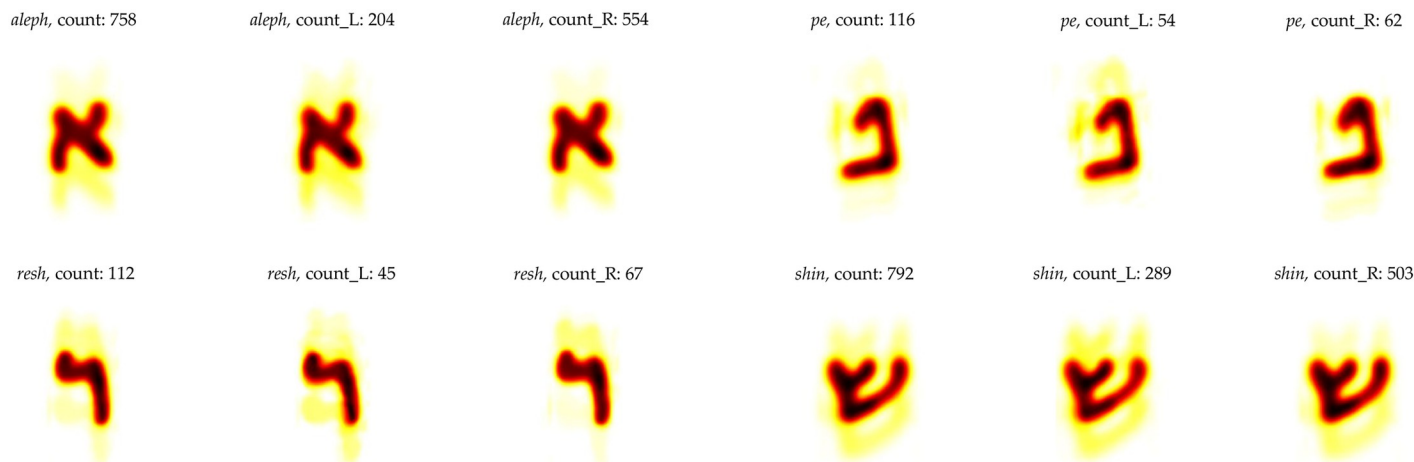 aleph, count: 758 aleph, count_L: 204 aleph, count_R: 554 pe, count: 116 pe, count_L: 54 pe, count_R: 62
א א א פ פ פ
resh, count: 112 resh, count_L: 45 resh, count_R: 67 shin, count: 792 shin, count_L: 289 shin, count_R: 503
ר ר ר ש ש ש